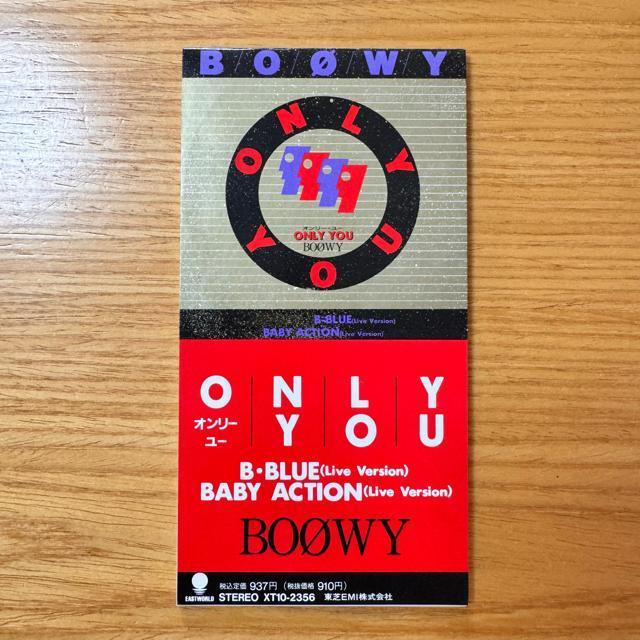 B/O/Ø/W/Y
ONLY YOU
オンリー・ユー
ONLY YOU
BOØWY
B・BLUE(Live Version)
BABY ACTION(Live Version)
ONLY
オンリー
ユー
YOU
B・BLUE(Live Version)
BABY ACTION(Live Version)
BOØWY
税込定価 937円 (税抜価格 910円)
EASTWORLD STEREO XT10-2356 東芝EMI株式会社